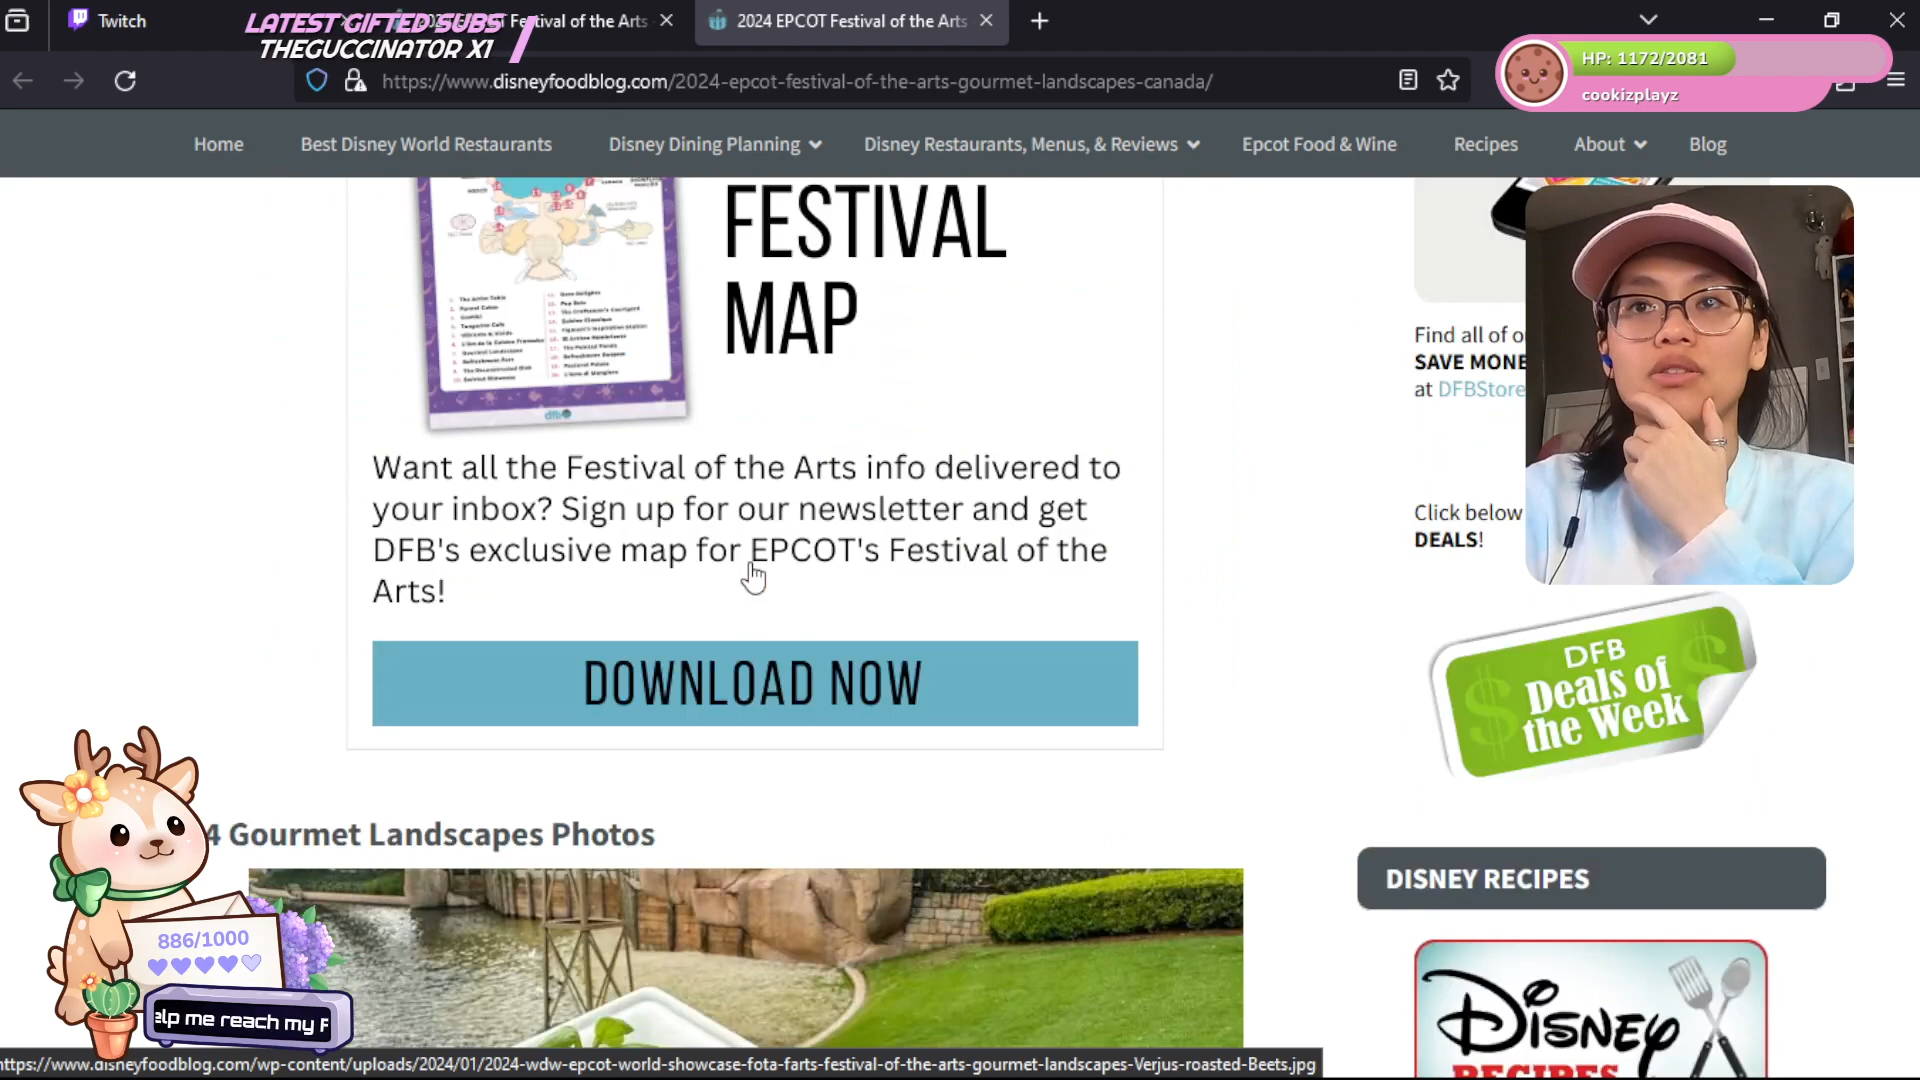 Twitch
LATEST GIFTED SUBS
THEGUCCINATOR XI
Festival of the Arts
2024 EPCOT Festival of the Arts
https://www.disneyfoodblog.com/2024-epcot-festival-of-the-arts-gourmet-landscapes-canada/
HP: 1172/2081
cookizplayz
Home
Best Disney World Restaurants
Disney Dining Planning
Disney Restaurants, Menus, & Reviews
Epcot Food & Wine
Recipes
About
Blog
FESTIVAL
MAP
dfb
Want all the Festival of the Arts info delivered to
your inbox? Sign up for our newsletter and get
DFB's exclusive map for EPCOT's Festival of the
Arts!
DOWNLOAD NOW
Find all of
SAVE MONE
at DFBStore
Click below
DEALS!
DFB
Deals of
the Week
4 Gourmet Landscapes Photos
DISNEY RECIPES
Disney
RECIPES
886/1000
elp me reach my F
https://www.disneyfoodblog.com/wp-content/uploads/2024/01/2024-wdw-epcot-world-showcase-fota-farts-festival-of-the-arts-gourmet-landscapes-Verjus-roasted-Beets.jpg